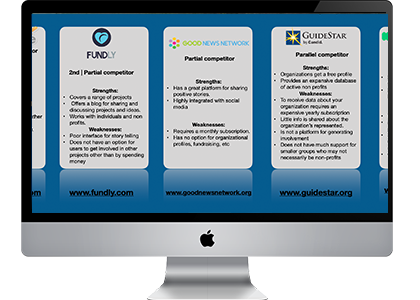 FUNDLY
2nd | Partial competitor
Strengths:
• Covers a range of projects
• Offers a blog for sharing
and discussing projects and ideas.
• Works with individuals and non
profits.
Weaknesses:
• Poor interface for story telling
• Does not have an option for
users to get involved in other
projects other than by spending
money
www.fundly.com
GOOD NEWS NETWORK
Partial competitor
Strengths:
• Has a great platform for sharing
positive stories.
• Highly integrated with social
media
Weaknesses:
• Requires a monthly subscription.
• has no option for organizational
profiles, fundraising, etc
www.goodnewsnetwork.org
GUIDESTAR
Parallel competitor
Strengths:
• Organizations get a free profile
• Provides an expensive database
of active non profits
Weaknesses:
• To receive data about your
organization requires an
expensive yearly subscription
• Little info is shared about the
organization's represented.
• Is not a platform for generating
involvement
• Does not have much support for
smaller groups who may not
necessarily be non-profits
www.guidestar.org
.com